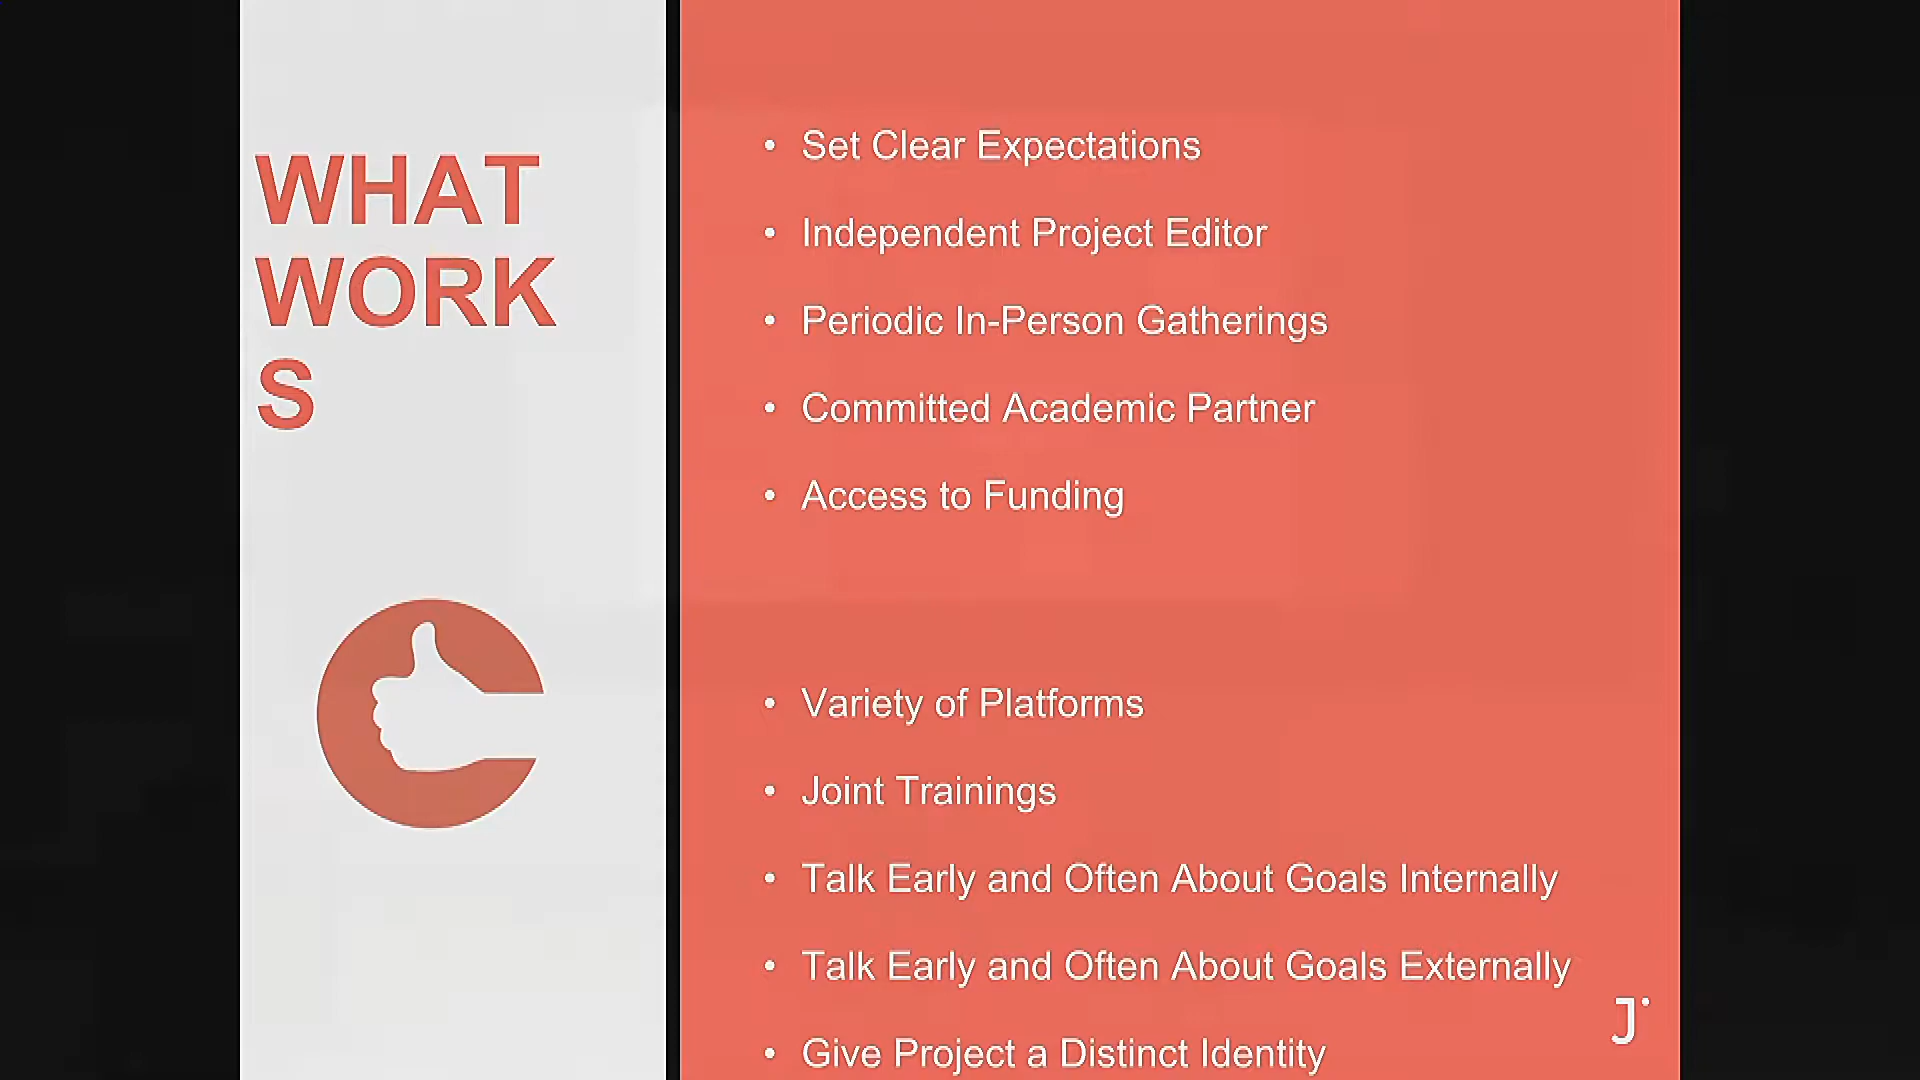 WHAT
WORK
S
• Set Clear Expectations
• Independent Project Editor
• Periodic In-Person Gatherings
• Committed Academic Partner
• Access to Funding
• Variety of Platforms
• Joint Trainings
• Talk Early and Often About Goals Internally
• Talk Early and Often About Goals Externally
• Give Project a Distinct Identity
J